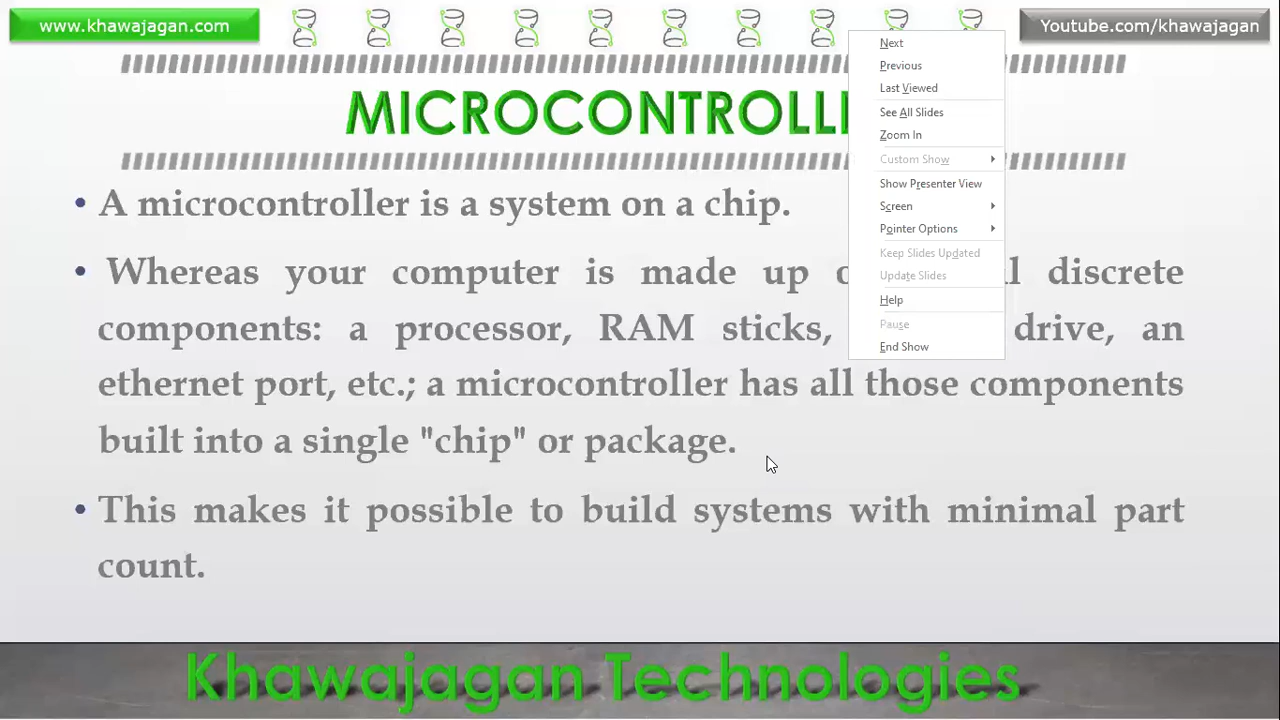 www.khawajagan.com
Youtube.com/khawajagan
MICROCONTROLL
• A microcontroller is a system on a chip.
• Whereas your computer is made up discrete
components: a processor, RAM sticks, drive, an
ethernet port, etc.; a microcontroller has all those components
built into a single "chip" or package.
• This makes it possible to build systems with minimal part
count.
Next
Previous
Last Viewed
See All Slides
Zoom In
Custom Show
Show Presenter View
Screen
Pointer Options
Keep Slides Updated
Update Slides
Help
Pause
End Show
Khawajagan Technologies